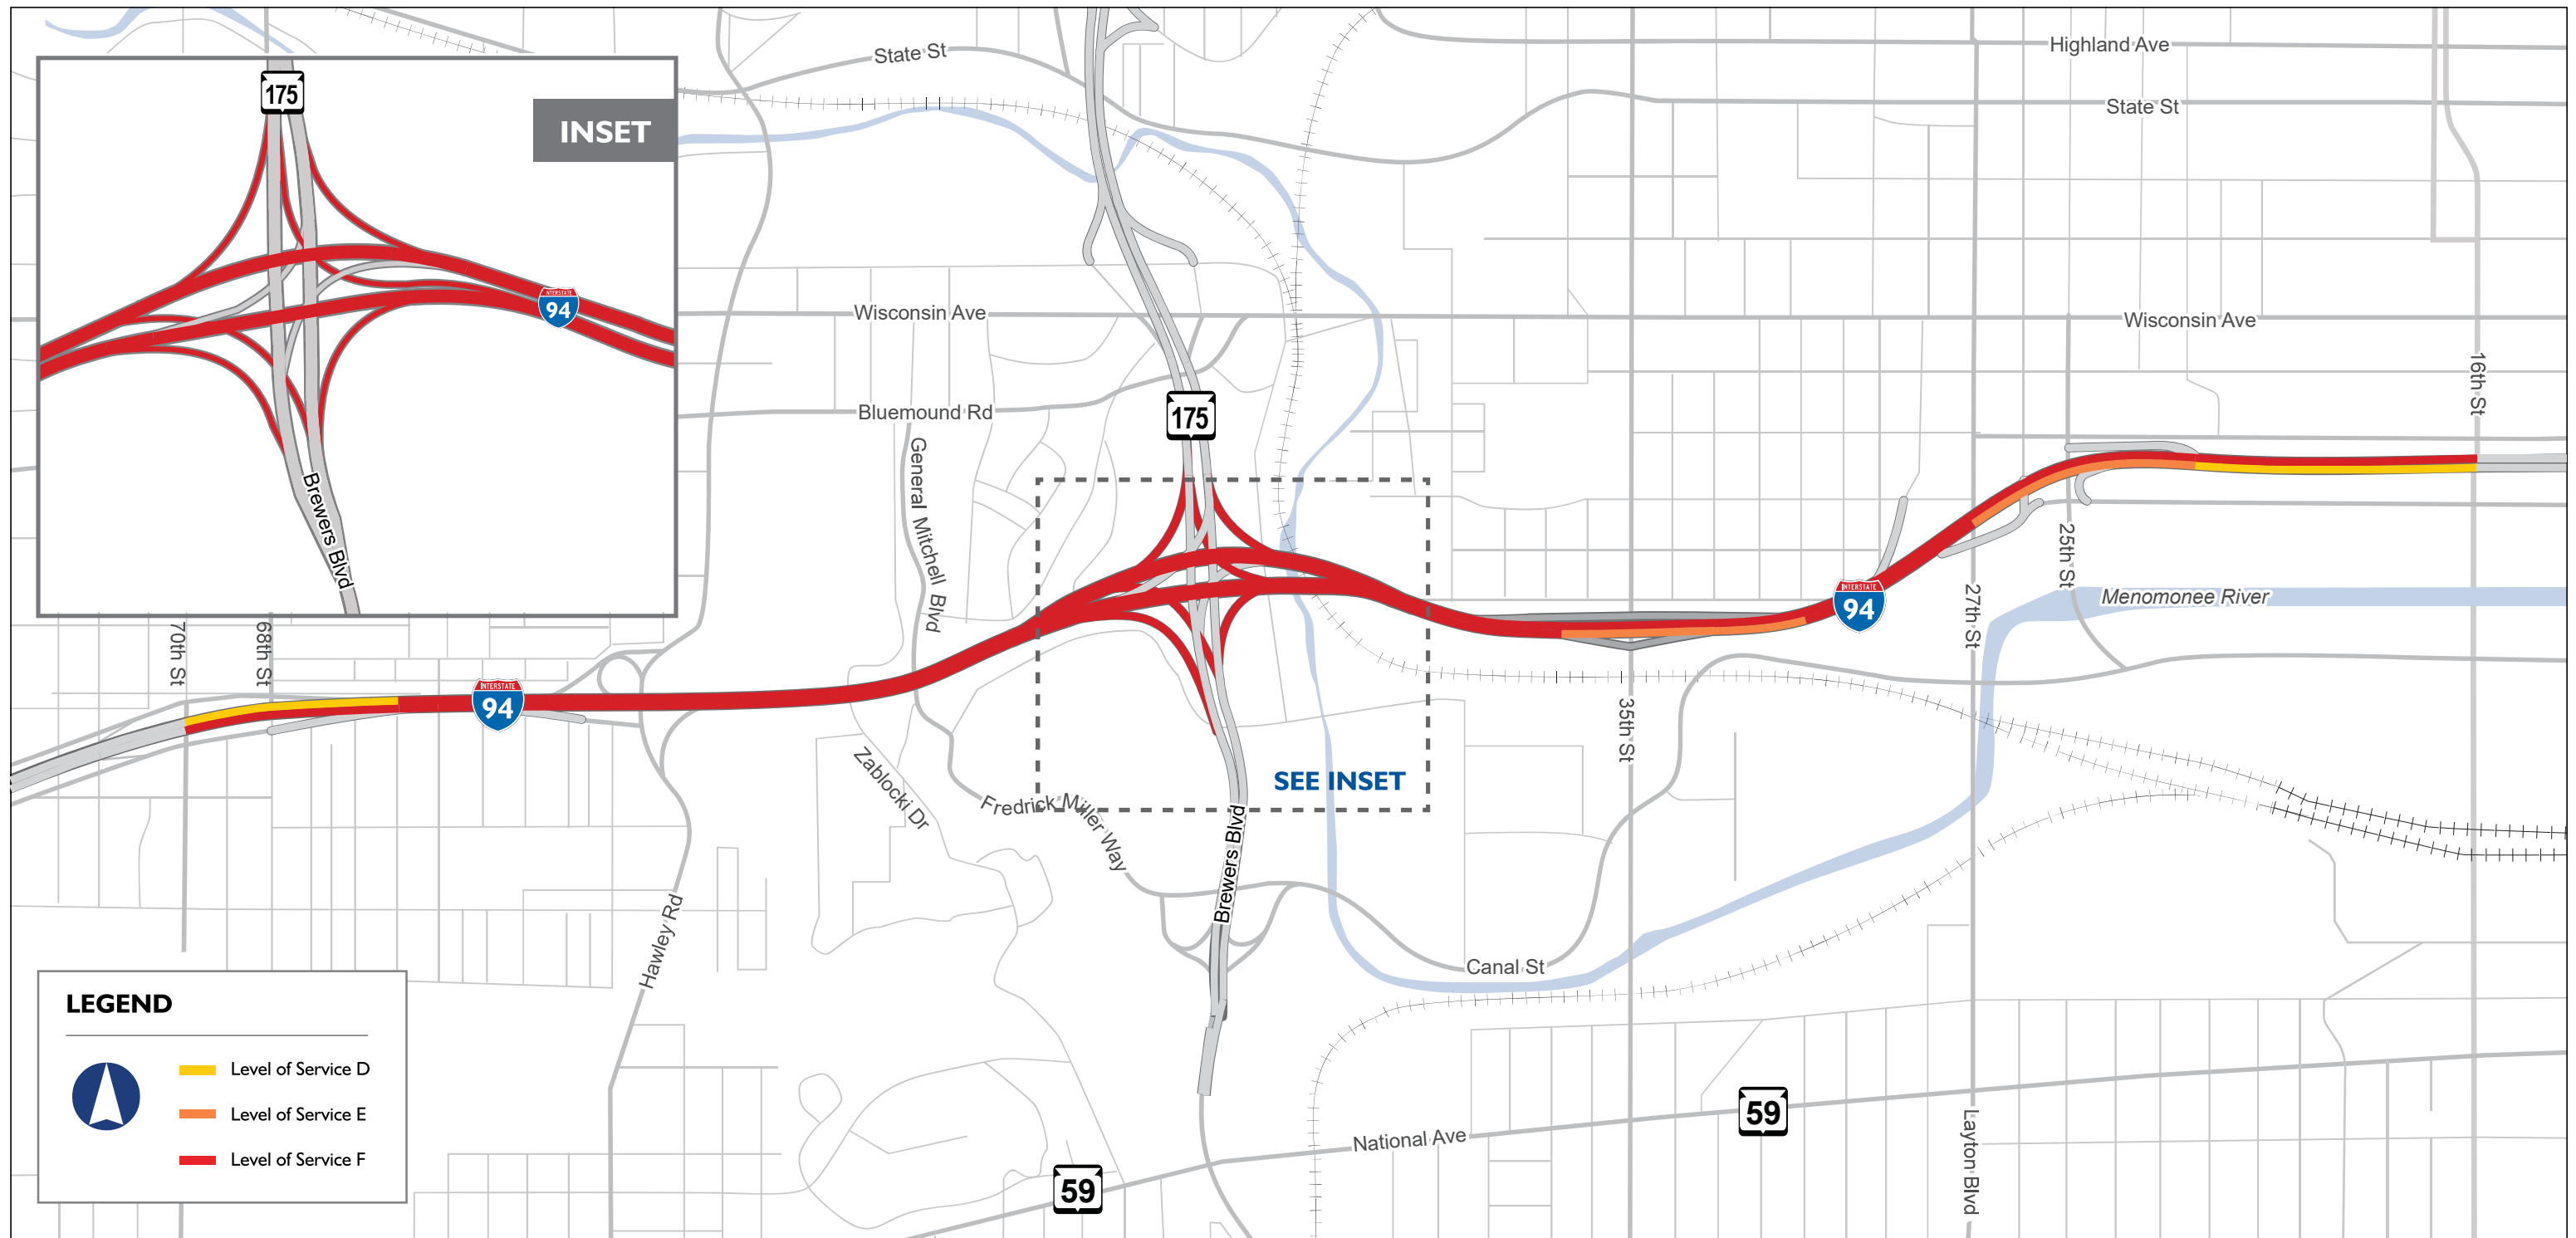 State St
Highland Ave
State St
175
INSET
INTERSTATE
94
Brewers Blvd
Wisconsin Ave
Wisconsin Ave
16th St
Bluemound Rd
175
General Mitchell Blvd
25th St
27th St
Menomonee River
INTERSTATE
94
70th St
68th St
INTERSTATE
94
35th St
Zablocki Dr
SEE INSET
Fredrick Miller Way
Brewers Blvd
Hawley Rd
Canal St
LEGEND
Level of Service D
Level of Service E
Level of Service F
59
National Ave
Layton Blvd
59